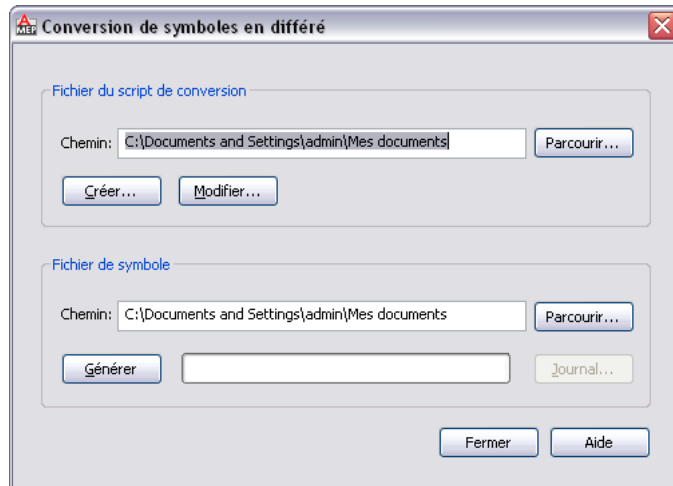 A MEP Conversion de symboles en différé
Fichier du script de conversion
Chemin: C:\Documents and Settings\admin\Mes documents Parcourir...
Créer... Modifier...
Fichier de symbole
Chemin: C:\Documents and Settings\admin\Mes documents Parcourir...
Générer Journal...
Fermer Aide